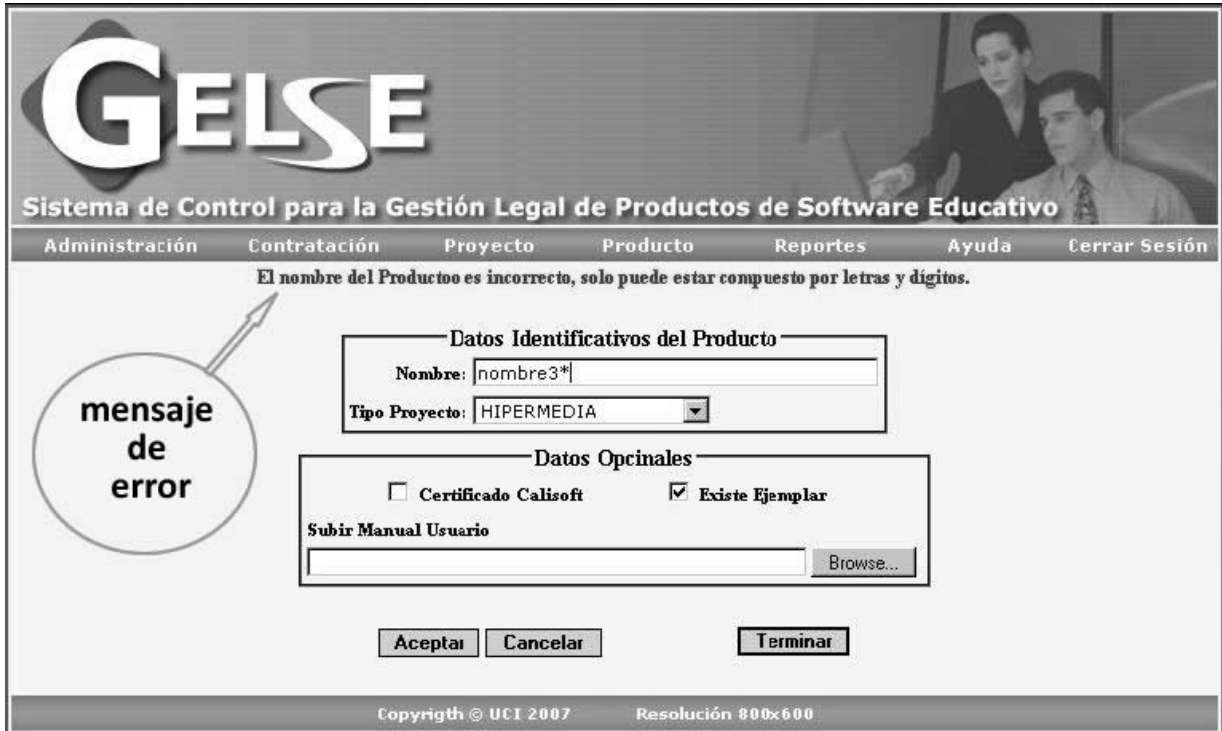 GELSE
Sistema de Control para la Gestión Legal de Productos de Software Educativo
Administración Contratación Proyecto Producto Reportes Ayuda Cerrar Sesión
El nombre del Productoo es incorrecto, solo puede estar compuesto por letras y dígitos.
mensaje
de
error
Datos Identificativos del Producto
Nombre: nombre3*
Tipo Proyecto: HIPERMEDIA
Datos Opcinales
Certificado Calisoft Existe Ejemplar
Subir Manual Usuario
Browse...
Aceptar Cancelar Terminar
Copyrigth © UCI 2007 Resolución 800x600